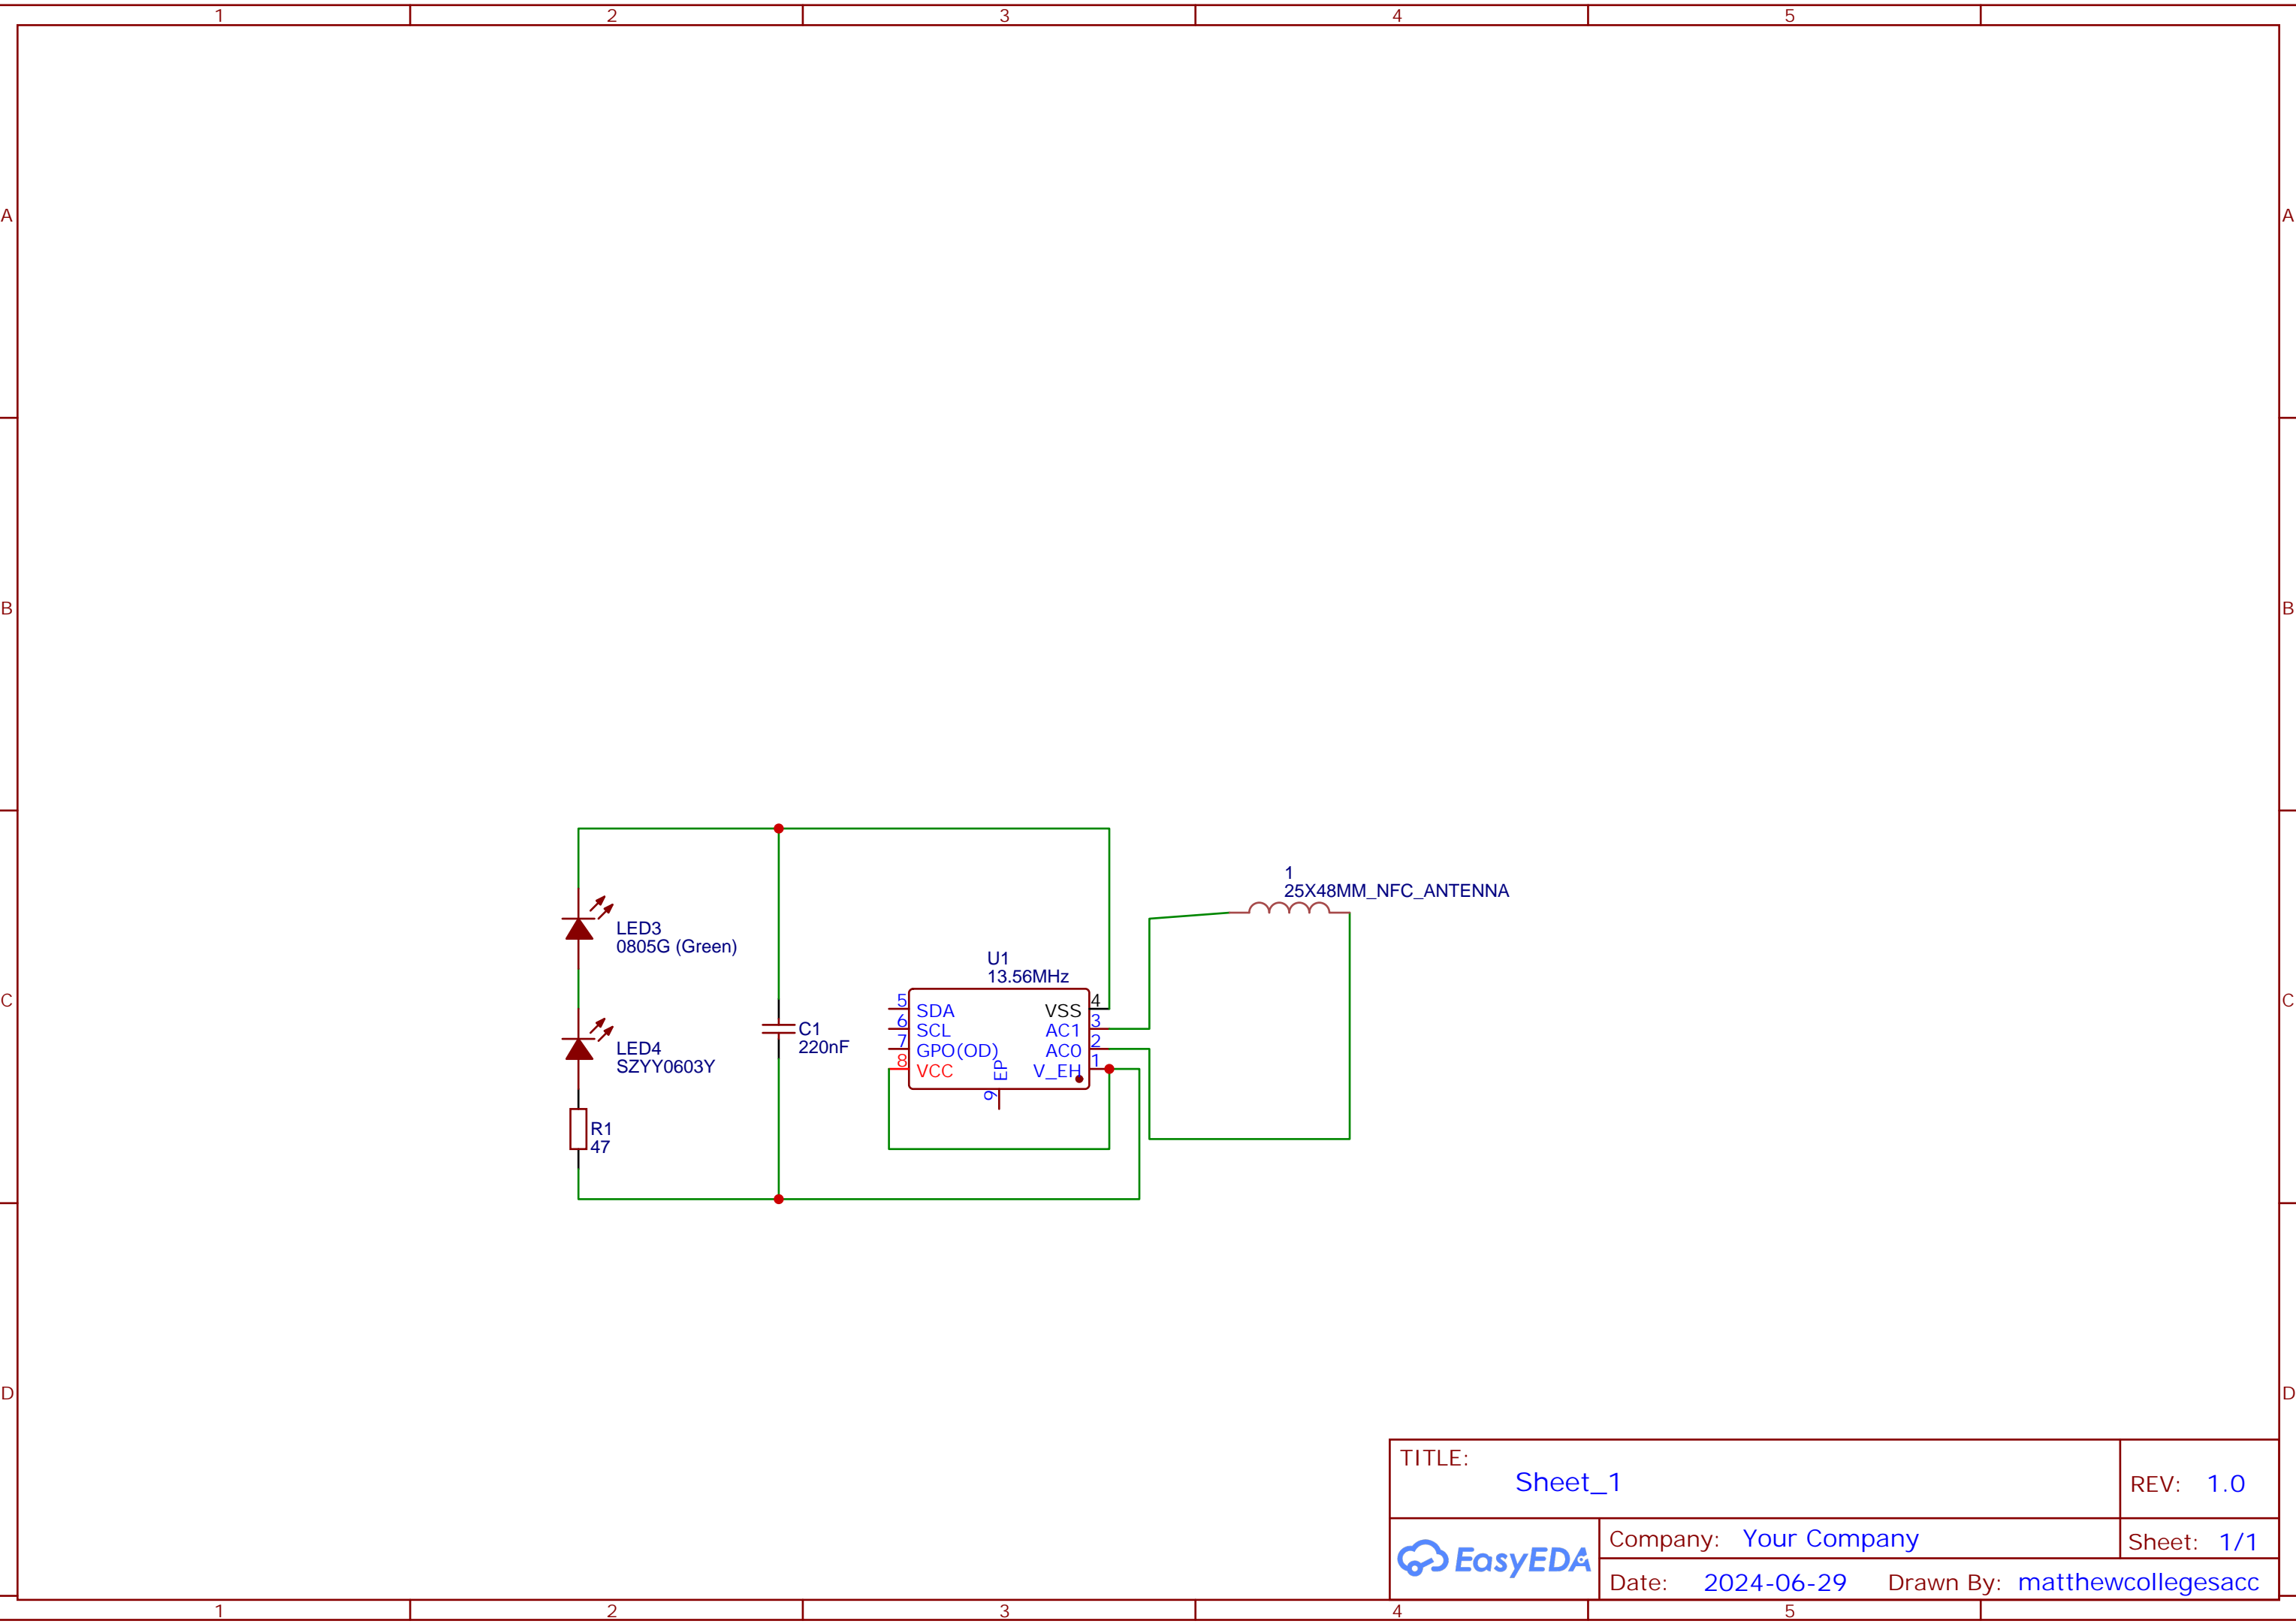 1 2 3 4 5
A A
B B
C C
D D
LED3
0805G (Green)
LED4
SZYY0603Y
R1
47
C1
220nF
U1
13.56MHz
5 SDA
6 SCL
7 GPO(OD)
8 VCC
EP 9
VSS 4
AC1 3
AC0 2
V_EH 1
1
25X48MM_NFC_ANTENNA
TITLE:
Sheet_1
REV: 1.0
EasyEDA
Company: Your Company
Sheet: 1/1
Date: 2024-06-29 Drawn By: matthewcollegesacc
1 2 3 4 5